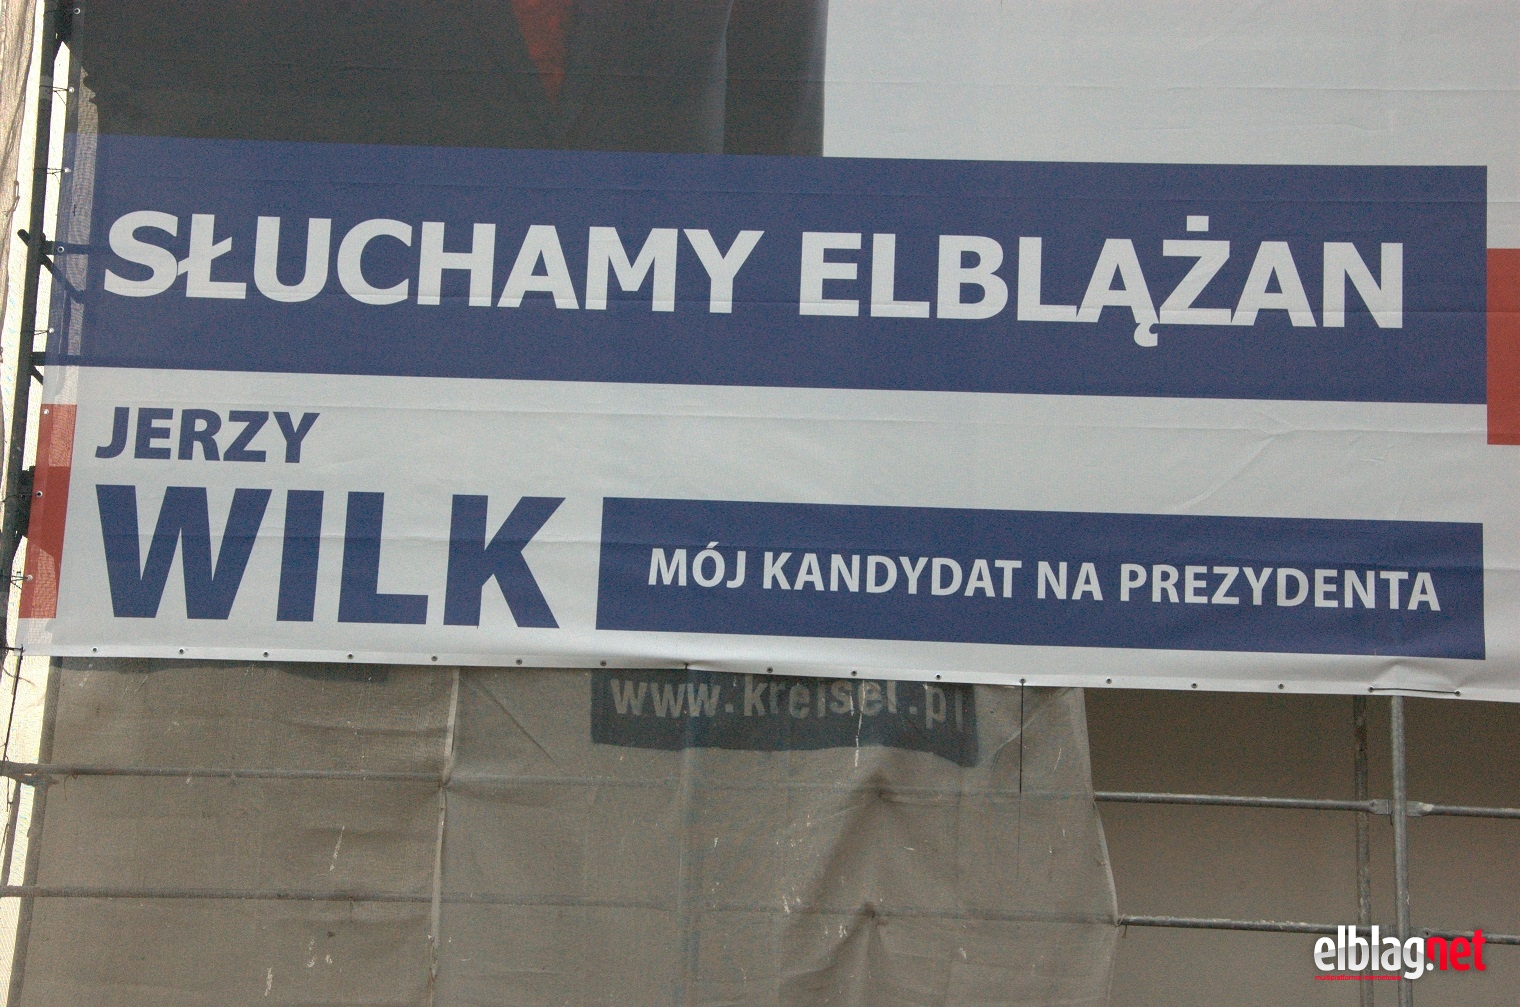 SŁUCHAMY ELBLĄŻAN
JERZY
WILK
MÓJ KANDYDAT NA PREZYDENTA
www.kreisel.pl
elblag.net